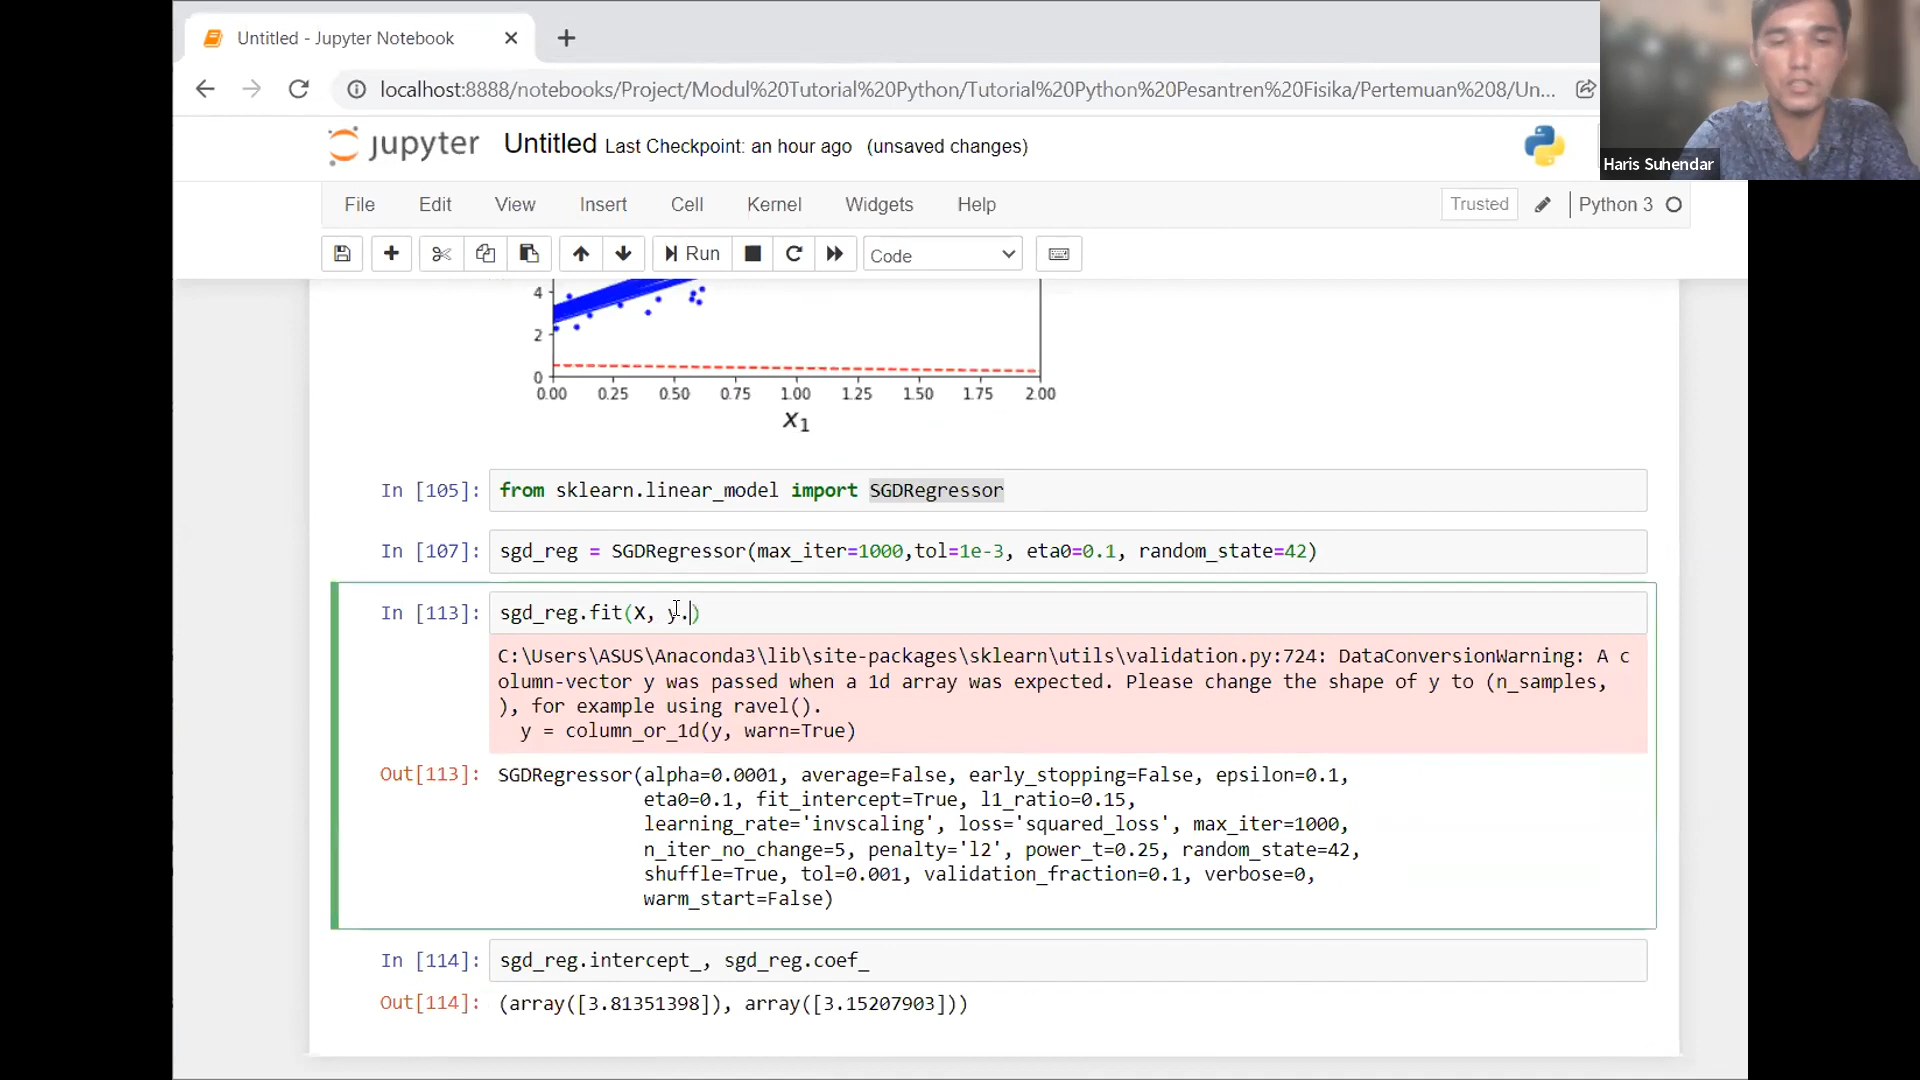 Untitled - Jupyter Notebook
localhost:8888/notebooks/Project/Modul%20Tutorial%20Python/Tutorial%20Python%20Pesantren%20Fisika/Pertemuan%208/Un...
Haris Suhendar
jupyter Untitled Last Checkpoint: an hour ago (unsaved changes)
File Edit View Insert Cell Kernel Widgets Help Trusted Python 3
Run Code
4
2
0
0.00 0.25 0.50 0.75 1.00 1.25 1.50 1.75 2.00
x1
In [105]: from sklearn.linear_model import SGDRegressor
In [107]: sgd_reg = SGDRegressor(max_iter=1000,tol=1e-3, eta0=0.1, random_state=42)
In [113]: sgd_reg.fit(X, y.)
C:\Users\ASUS\Anaconda3\lib\site-packages\sklearn\utils\validation.py:724: DataConversionWarning: A c
olumn-vector y was passed when a 1d array was expected. Please change the shape of y to (n_samples,
), for example using ravel().
y = column_or_1d(y, warn=True)
Out[113]: SGDRegressor(alpha=0.0001, average=False, early_stopping=False, epsilon=0.1,
eta0=0.1, fit_intercept=True, l1_ratio=0.15,
learning_rate='invscaling', loss='squared_loss', max_iter=1000,
n_iter_no_change=5, penalty='l2', power_t=0.25, random_state=42,
shuffle=True, tol=0.001, validation_fraction=0.1, verbose=0,
warm_start=False)
In [114]: sgd_reg.intercept_, sgd_reg.coef_
Out[114]: (array([3.81351398]), array([3.15207903]))